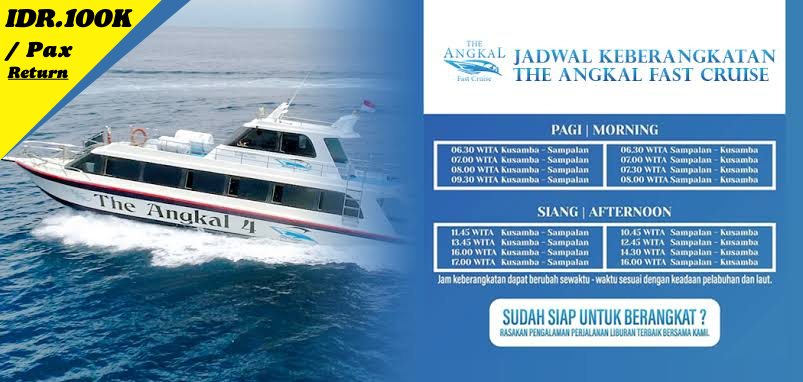 IDR.100K
/ Pax
Return
The Angkal 4
THE
ANGKAL
Fast Cruise
JADWAL KEBERANGKATAN
THE ANGKAL FAST CRUISE
PAGI | MORNING
06.30 WITA Kusamba - Sampalan
07.00 WITA Kusamba - Sampalan
08.00 WITA Kusamba - Sampalan
09.30 WITA Kusamba - Sampalan
06.30 WITA Sampalan - Kusamba
07.00 WITA Sampalan - Kusamba
07.30 WITA Sampalan - Kusamba
08.00 WITA Sampalan - Kusamba
SIANG | AFTERNOON
11.45 WITA Kusamba - Sampalan
13.45 WITA Kusamba - Sampalan
16.00 WITA Kusamba - Sampalan
17.00 WITA Kusamba - Sampalan
10.45 WITA Sampalan - Kusamba
12.45 WITA Sampalan - Kusamba
14.30 WITA Sampalan - Kusamba
16.00 WITA Sampalan - Kusamba
Jam keberangkatan dapat berubah sewaktu - waktu sesuai dengan keadaan pelabuhan dan laut.
SUDAH SIAP UNTUK BERANGKAT ?
RASAKAN PENGALAMAN PERJALANAN LIBURAN TERBAIK BERSAMA KAMI.